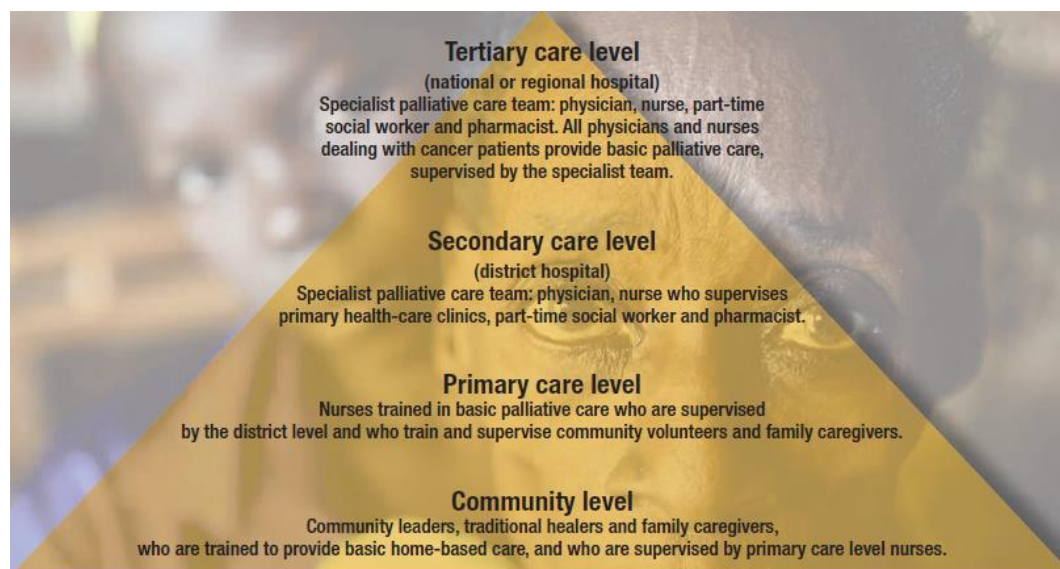 Tertiary care level
(national or regional hospital)
Specialist palliative care team: physician, nurse, part-time
social worker and pharmacist. All physicians and nurses
dealing with cancer patients provide basic palliative care,
supervised by the specialist team.
Secondary care level
(district hospital)
Specialist palliative care team: physician, nurse who supervises
primary health-care clinics, part-time social worker and pharmacist.
Primary care level
Nurses trained in basic palliative care who are supervised
by the district level and who train and supervise community volunteers and family caregivers.
Community level
Community leaders, traditional healers and family caregivers,
who are trained to provide basic home-based care, and who are supervised by primary care level nurses.